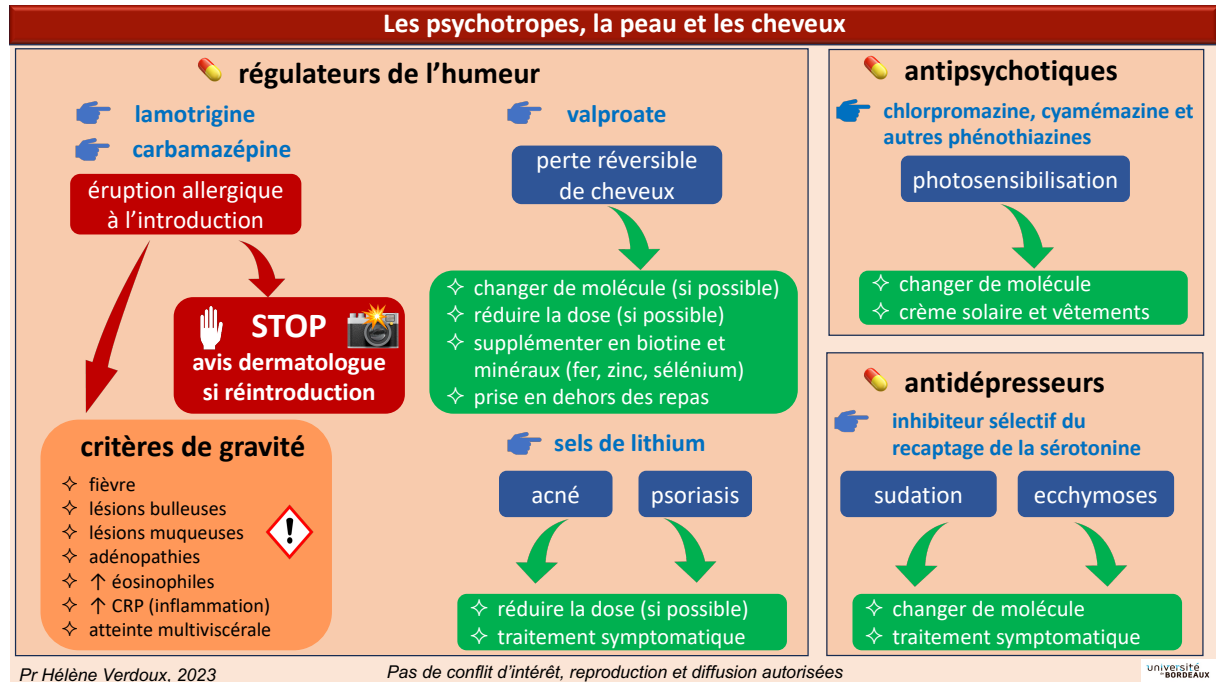 Les psychotropes, la peau et les cheveux
régulateurs de l’humeur
lamotrigine
carbamazépine
éruption allergique
à l’introduction
STOP
avis dermatologue
si réintroduction
critères de gravité
fièvre
lésions bulleuses
lésions muqueuses
adénopathies
↑ éosinophiles
↑ CRP (inflammation)
atteinte multiviscérale
valproate
perte réversible
de cheveux
changer de molécule (si possible)
réduire la dose (si possible)
supplémenter en biotine et
minéraux (fer, zinc, sélénium)
prise en dehors des repas
sels de lithium
acné
psoriasis
réduire la dose (si possible)
traitement symptomatique
antipsychotiques
chlorpromazine, cyamémazine et
autres phénothiazines
photosensibilisation
changer de molécule
crème solaire et vêtements
antidépresseurs
inhibiteur sélectif du
recaptage de la sérotonine
sudation
ecchymoses
changer de molécule
traitement symptomatique
Pr Hélène Verdoux, 2023
Pas de conflit d’intérêt, reproduction et diffusion autorisées
université
de BORDEAUX